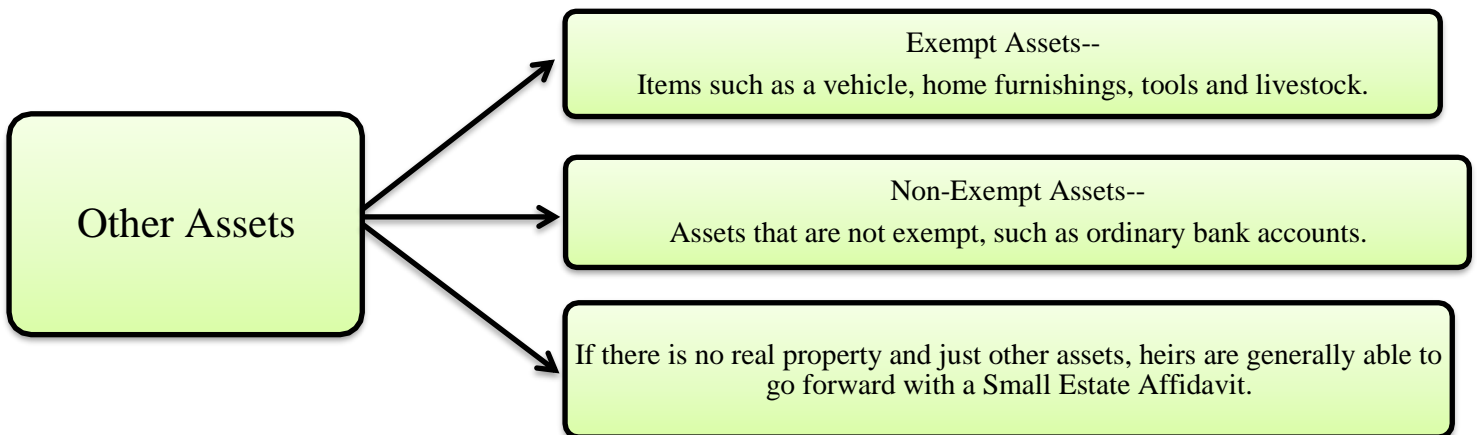 Other Assets
Exempt Assets--
Items such as a vehicle, home furnishings, tools and livestock.
Non-Exempt Assets--
Assets that are not exempt, such as ordinary bank accounts.
If there is no real property and just other assets, heirs are generally able to
go forward with a Small Estate Affidavit.